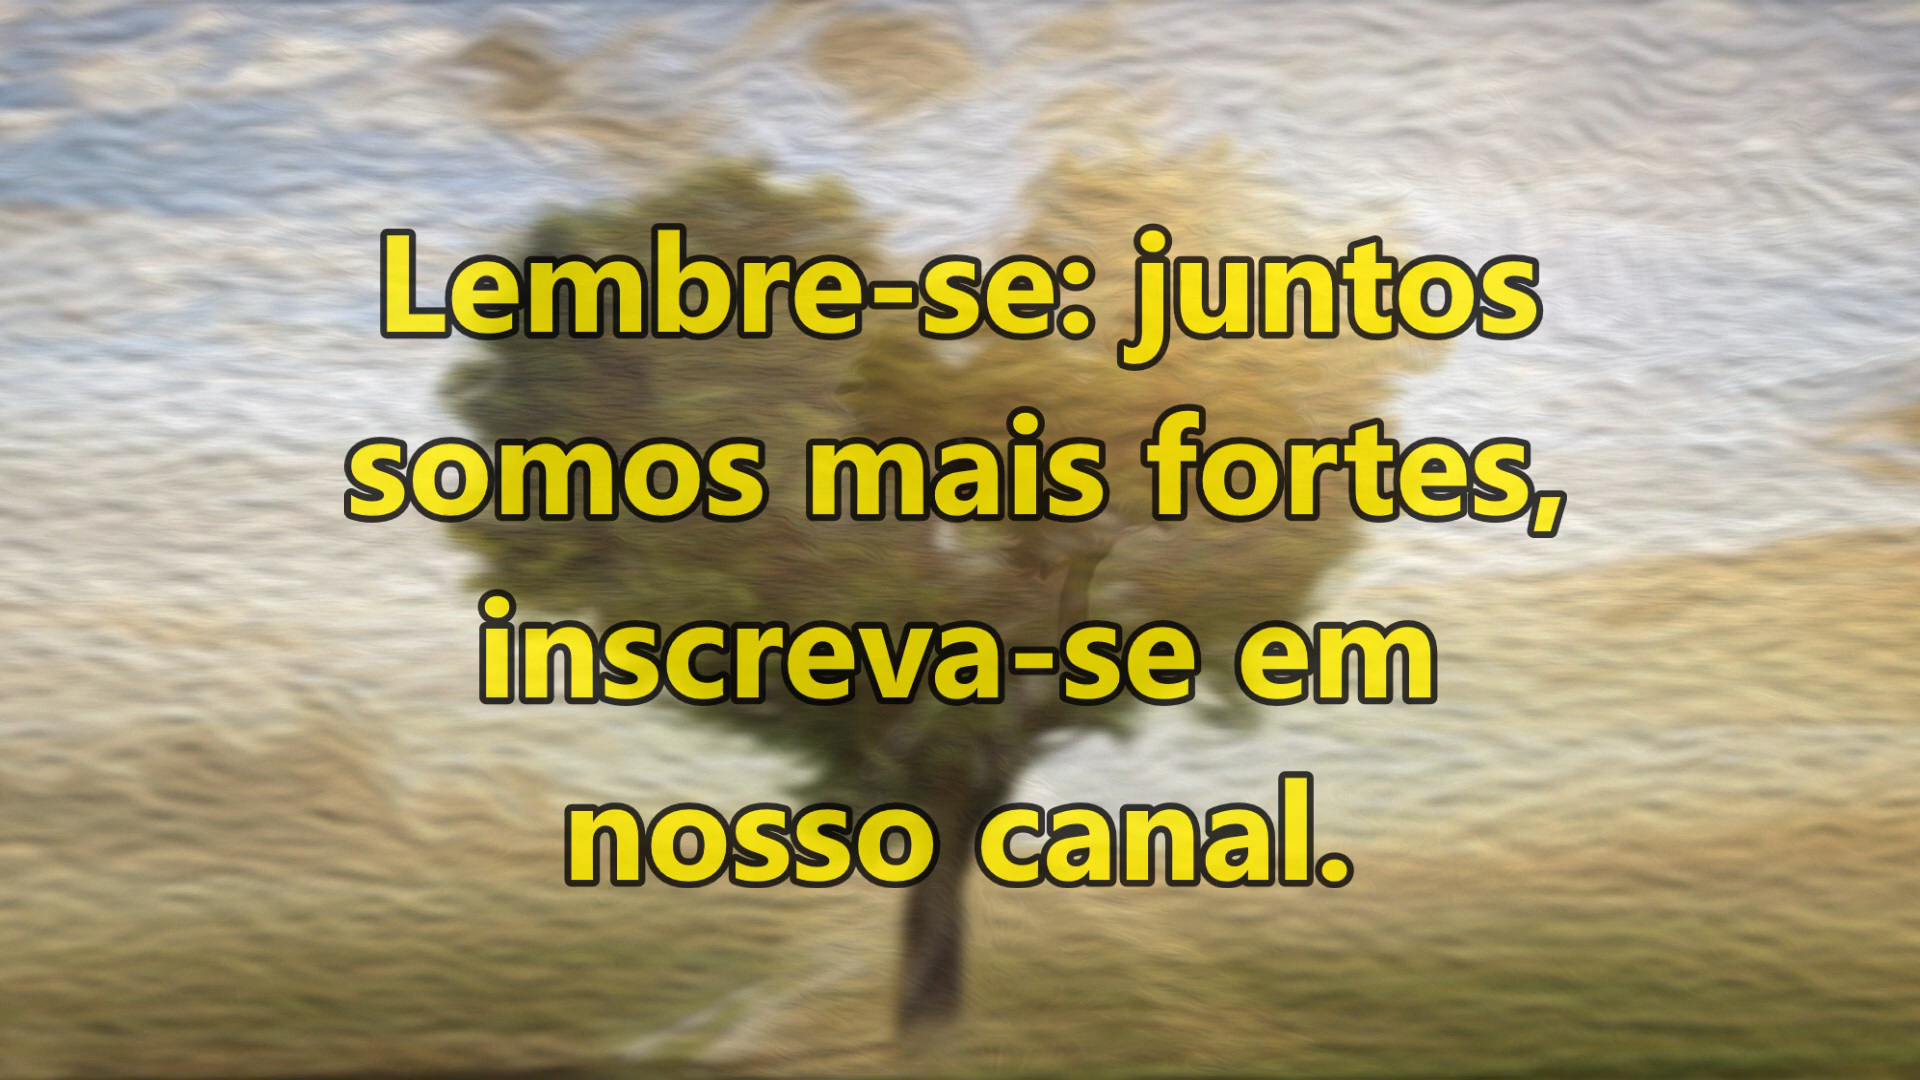 Lembre-se: juntos
somos mais fortes,
inscreva-se em
nosso canal.